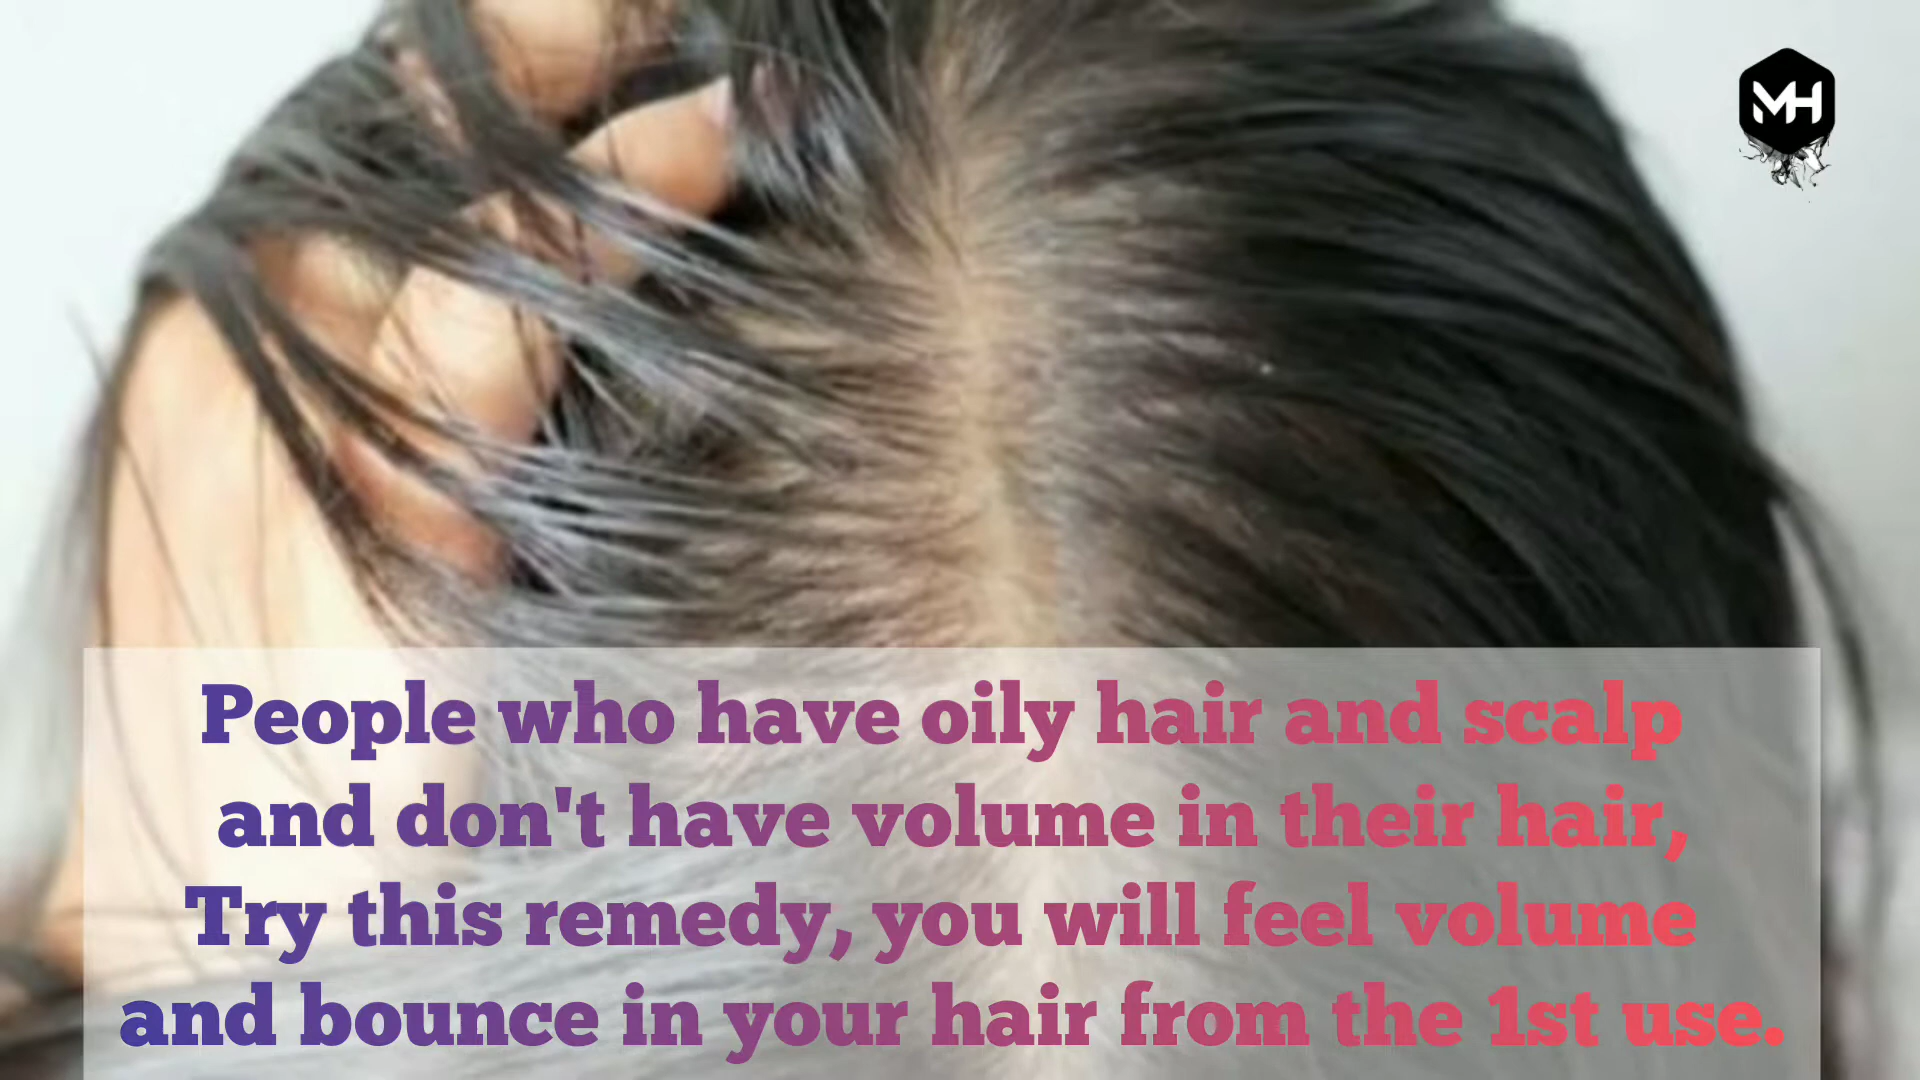 MH
People who have oily hair and scalp
and don't have volume in their hair,
Try this remedy, you will feel volume
and bounce in your hair from the 1st use.